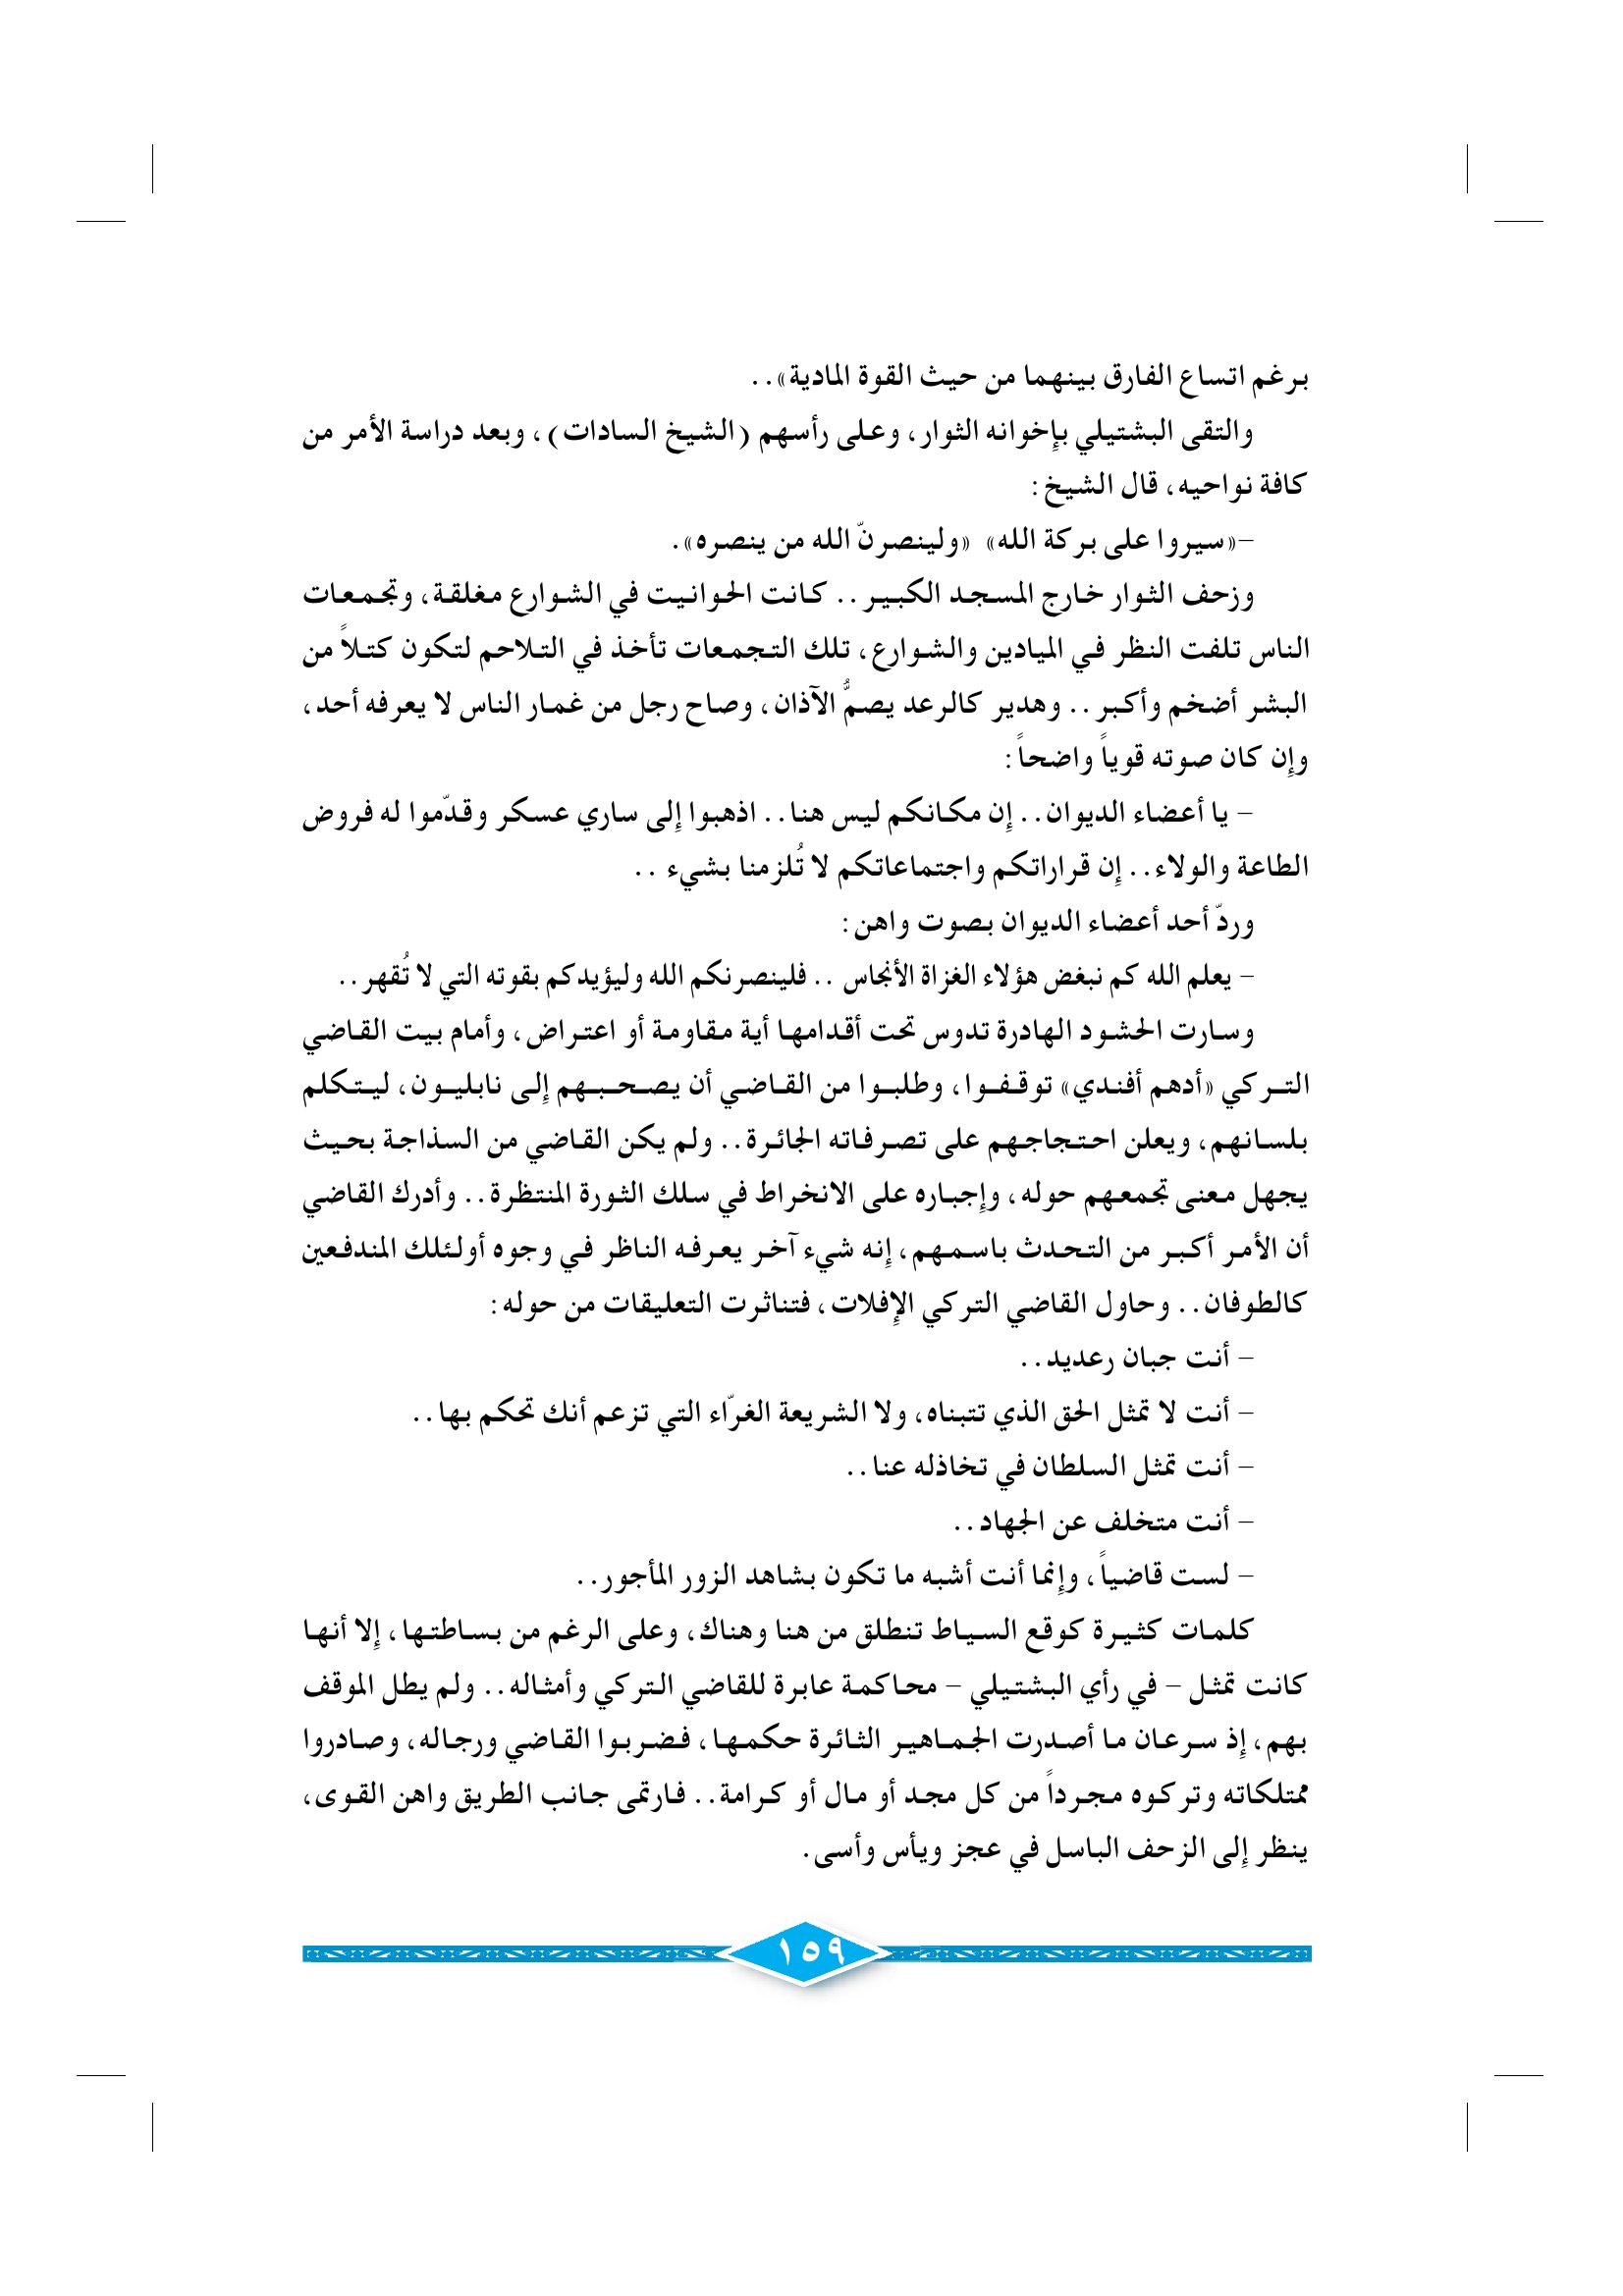 برغم اتساع الفارق بينهما من حيث القوة المادية»..
والتقى البشتيلي بإخوانه الثوار، وعلى رأسهم (الشيخ السادات)، وبعد دراسة الأمر من
كافة نواحيه، قال الشيخ:
–«سيروا على بركة الله» «ولينصرنّ الله من ينصره».
وزحف الثوار خارج المسجد الكبير.. كانت الحوانيت في الشوارع مغلقة، وتجمعات
الناس تلفت النظر في الميادين والشوارع، تلك التجمعات تأخذ في التلاحم لتكون كتلاً من
البشر أضخم وأكبر.. وهدير كالرعد يصمُّ الآذان، وصاح رجل من غمار الناس لا يعرفه أحد،
وإن كان صوته قوياً واضحاً:
– يا أعضاء الديوان.. إن مكانكم ليس هنا.. اذهبوا إلى ساري عسكر وقدّموا له فروض
الطاعة والولاء.. إن قراراتكم واجتماعاتكم لا تُلزمنا بشيء ..
وردّ أحد أعضاء الديوان بصوت واهن:
– يعلم الله كم نبغض هؤلاء الغزاة الأنجاس .. فلينصرنكم الله وليؤيدكم بقوته التي لا تُقهر..
وسارت الحشود الهادرة تدوس تحت أقدامها أية مقاومة أو اعتراض، وأمام بيت القاضي
التركي «أدهم أفندي» توقفوا، وطلبوا من القاضي أن يصحبهم إلى نابليون، ليتكلم
بلسانهم، ويعلن احتجاجهم على تصرفاته الجائرة.. ولم يكن القاضي من السذاجة بحيث
يجهل معنى تجمعهم حوله، وإجباره على الانخراط في سلك الثورة المنتظرة.. وأدرك القاضي
أن الأمر أكبر من التحدث باسمهم، إنه شيء آخر يعرفه الناظر في وجوه أولئلك المندفعين
كالطوفان.. وحاول القاضي التركي الإفلات، فتناثرت التعليقات من حوله:
– أنت جبان رعديد..
– أنت لا تمثل الحق الذي تتبناه، ولا الشريعة الغرّاء التي تزعم أنك تحكم بها..
– أنت تمثل السلطان في تخاذله عنا..
– أنت متخلف عن الجهاد..
– لست قاضياً، وإنما أنت أشبه ما تكون بشاهد الزور المأجور..
كلمات كثيرة كوقع السياط تنطلق من هنا وهناك، وعلى الرغم من بساطتها، إلا أنها
كانت تمثل – في رأي البشتيلي – محاكمة عابرة للقاضي التركي وأمثاله.. ولم يطل الموقف
بهم، إذ سرعان ما أصدرت الجماهير الثائرة حكمها، فضربوا القاضي ورجاله، وصادروا
ممتلكاته وتركوه مجرداً من كل مجد أو مال أو كرامة.. فارتمى جانب الطريق واهن القوى،
ينظر إلى الزحف الباسل في عجز ويأس وأسى.
١٥٩